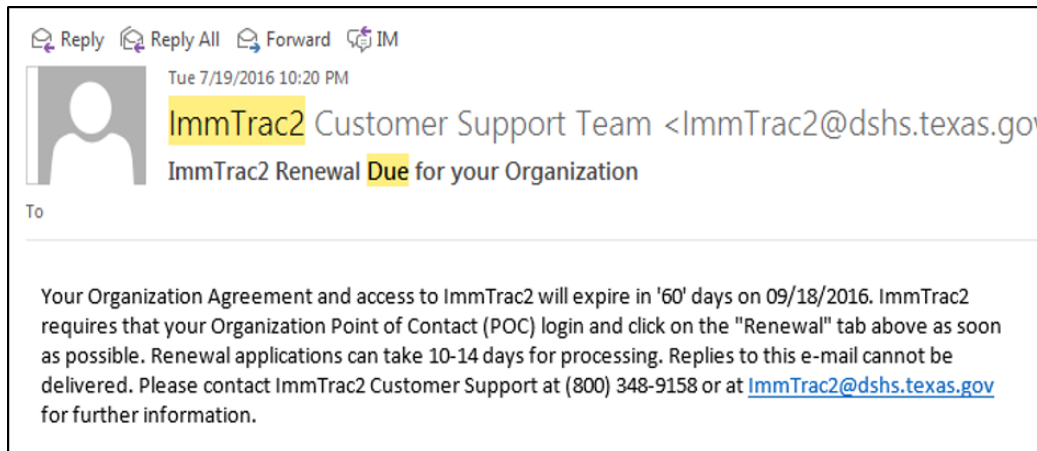 Reply Reply All Forward IM
Tue 7/19/2016 10:20 PM
ImmTrac2 Customer Support Team <ImmTrac2@dshs.texas.gov
ImmTrac2 Renewal Due for your Organization
To
Your Organization Agreement and access to ImmTrac2 will expire in '60' days on 09/18/2016. ImmTrac2
requires that your Organization Point of Contact (POC) login and click on the "Renewal" tab above as soon
as possible. Renewal applications can take 10-14 days for processing. Replies to this e-mail cannot be
delivered. Please contact ImmTrac2 Customer Support at (800) 348-9158 or at ImmTrac2@dshs.texas.gov
for further information.